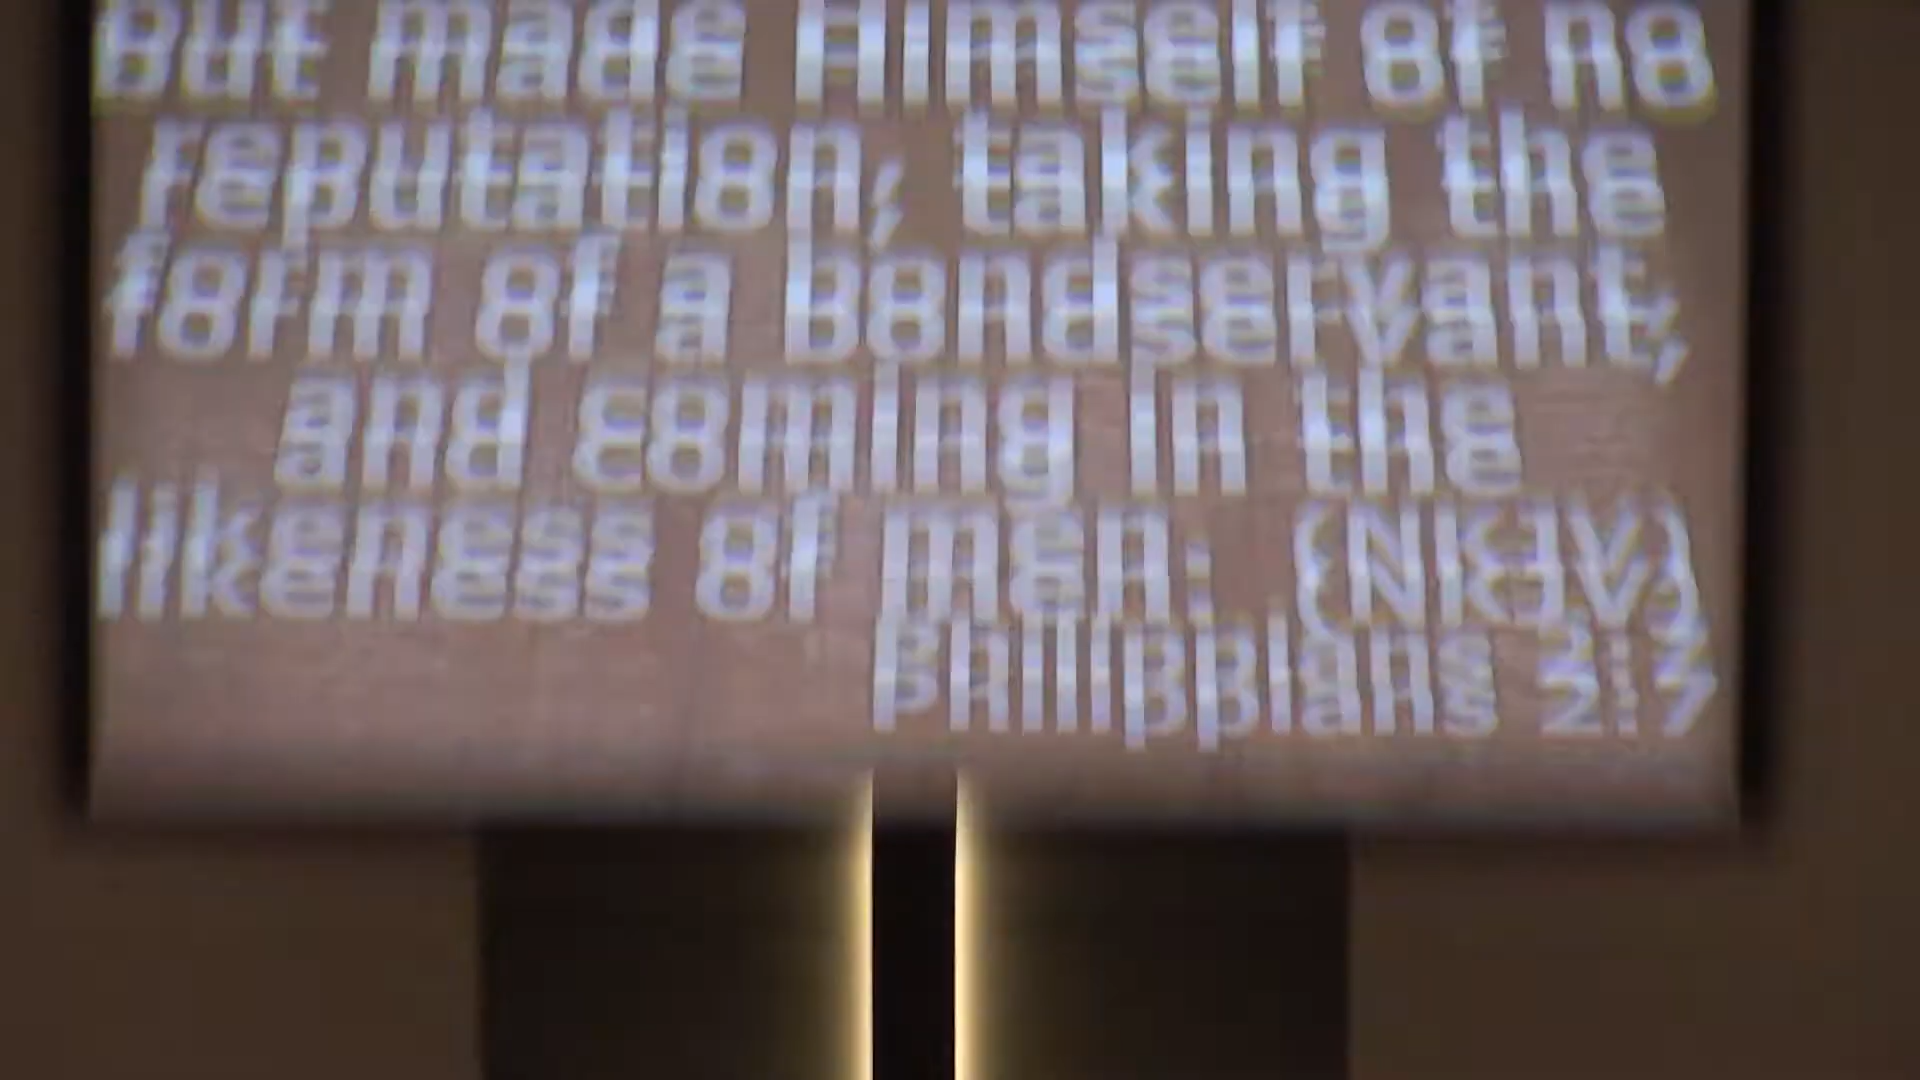 but made Himself of no
reputation, taking the
form of a bondservant,
and coming in the
likeness of men: (NKJV)
Philippians 2:7